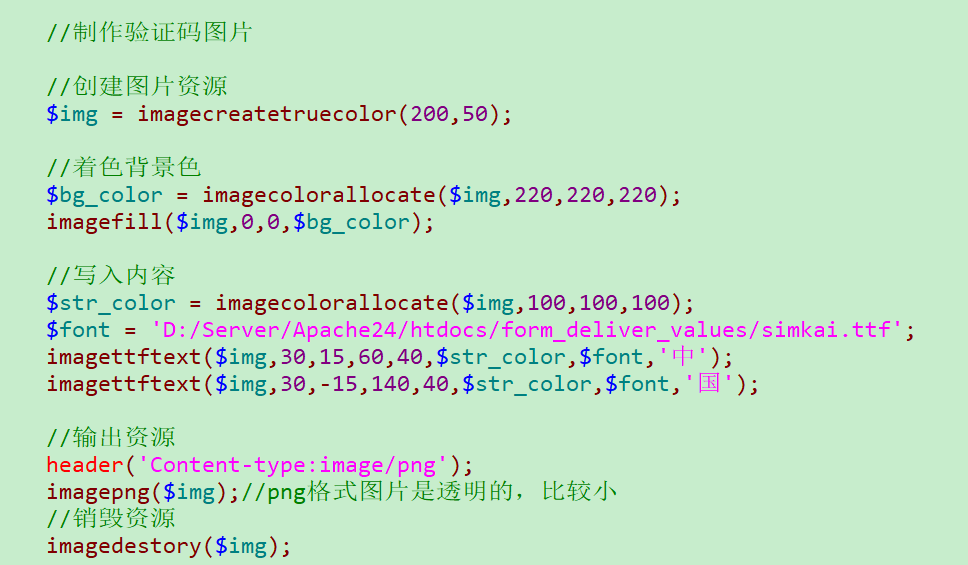 //制作验证码图片
//创建图片资源
$img = imagecreatetruecolor(200,50);
//着色背景色
$bg_color = imagecolorallocate($img,220,220,220);
imagefill($img,0,0,$bg_color);
//写入内容
$str_color = imagecolorallocate($img,100,100,100);
$font = 'D:/Server/Apache24/htdocs/form_deliver_values/simkai.ttf';
imagettftext($img,30,15,60,40,$str_color,$font,'中');
imagettftext($img,30,-15,140,40,$str_color,$font,'国');
//输出资源
header('Content-type:image/png');
imagepng($img);//png格式图片是透明的，比较小
//销毁资源
imagedestory($img);